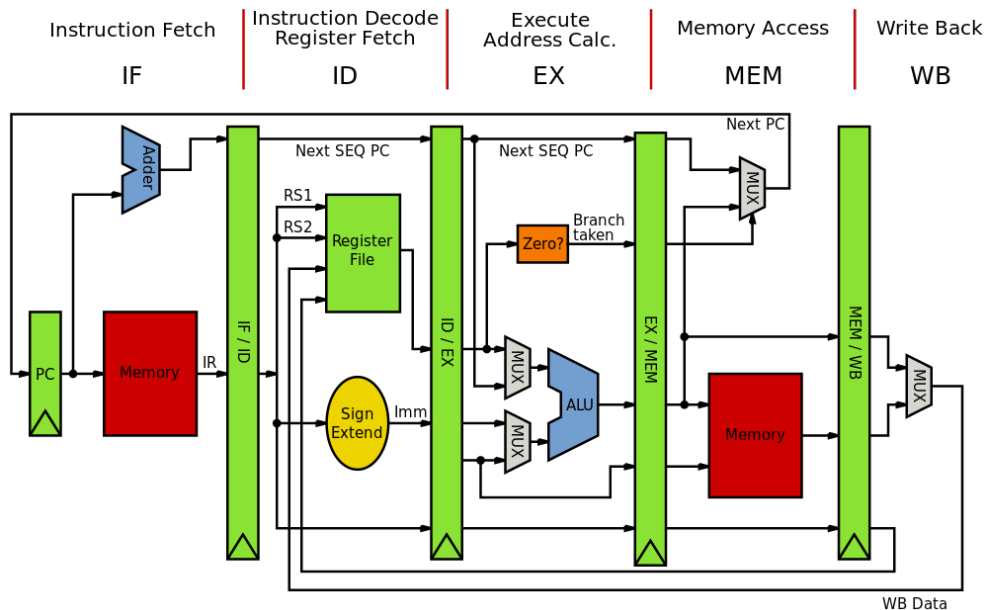 Instruction Fetch
IF
Instruction Decode
Register Fetch
ID
Execute
Address Calc.
EX
Memory Access
MEM
Write Back
WB
Next PC
Adder
Next SEQ PC
Next SEQ PC
MUX
RS1
RS2
Register
File
Branch
taken
Zero?
IF / ID
ID / EX
EX / MEM
MEM / WB
PC
Memory
IR
MUX
ALU
MUX
Sign
Extend
Imm
MUX
Memory
WB Data